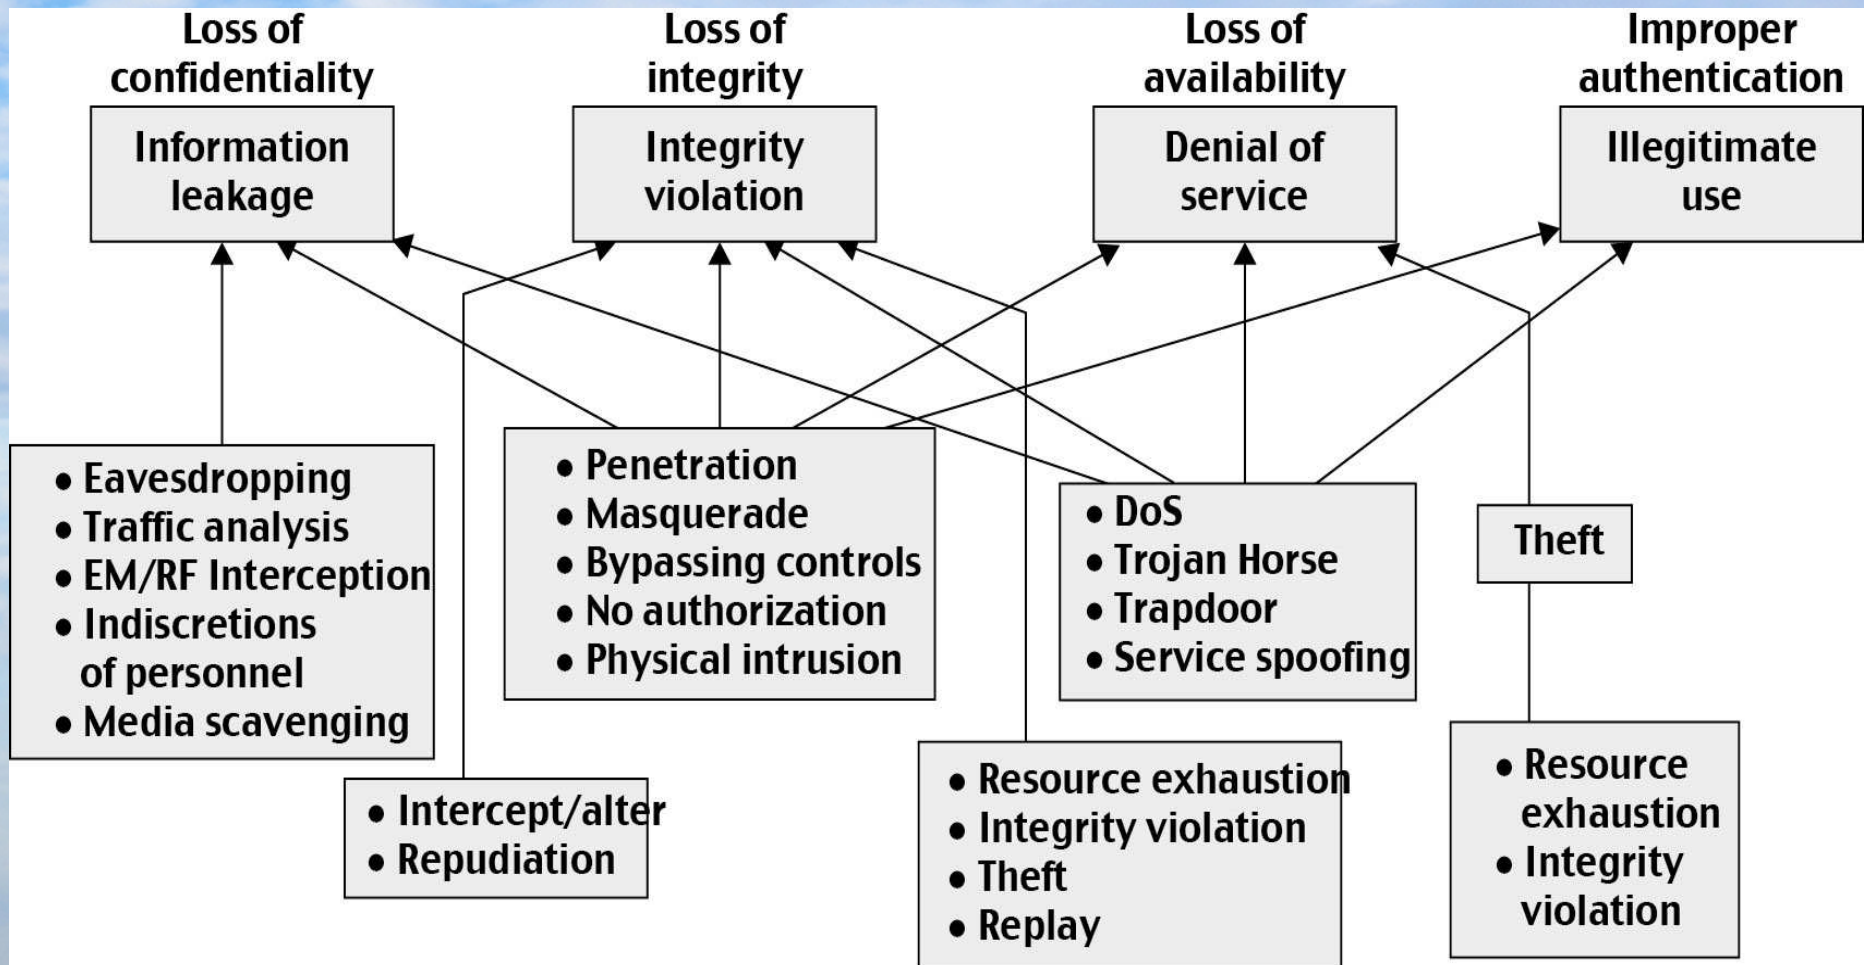 Loss of
confidentiality
Loss of
integrity
Loss of
availability
Improper
authentication
Information
leakage
Integrity
violation
Denial of
service
Illegitimate
use
• Eavesdropping
• Traffic analysis
• EM/RF Interception
• Indiscretions
of personnel
• Media scavenging
• Penetration
• Masquerade
• Bypassing controls
• No authorization
• Physical intrusion
• DoS
• Trojan Horse
• Trapdoor
• Service spoofing
Theft
• Intercept/alter
• Repudiation
• Resource exhaustion
• Integrity violation
• Theft
• Replay
• Resource
exhaustion
• Integrity
violation